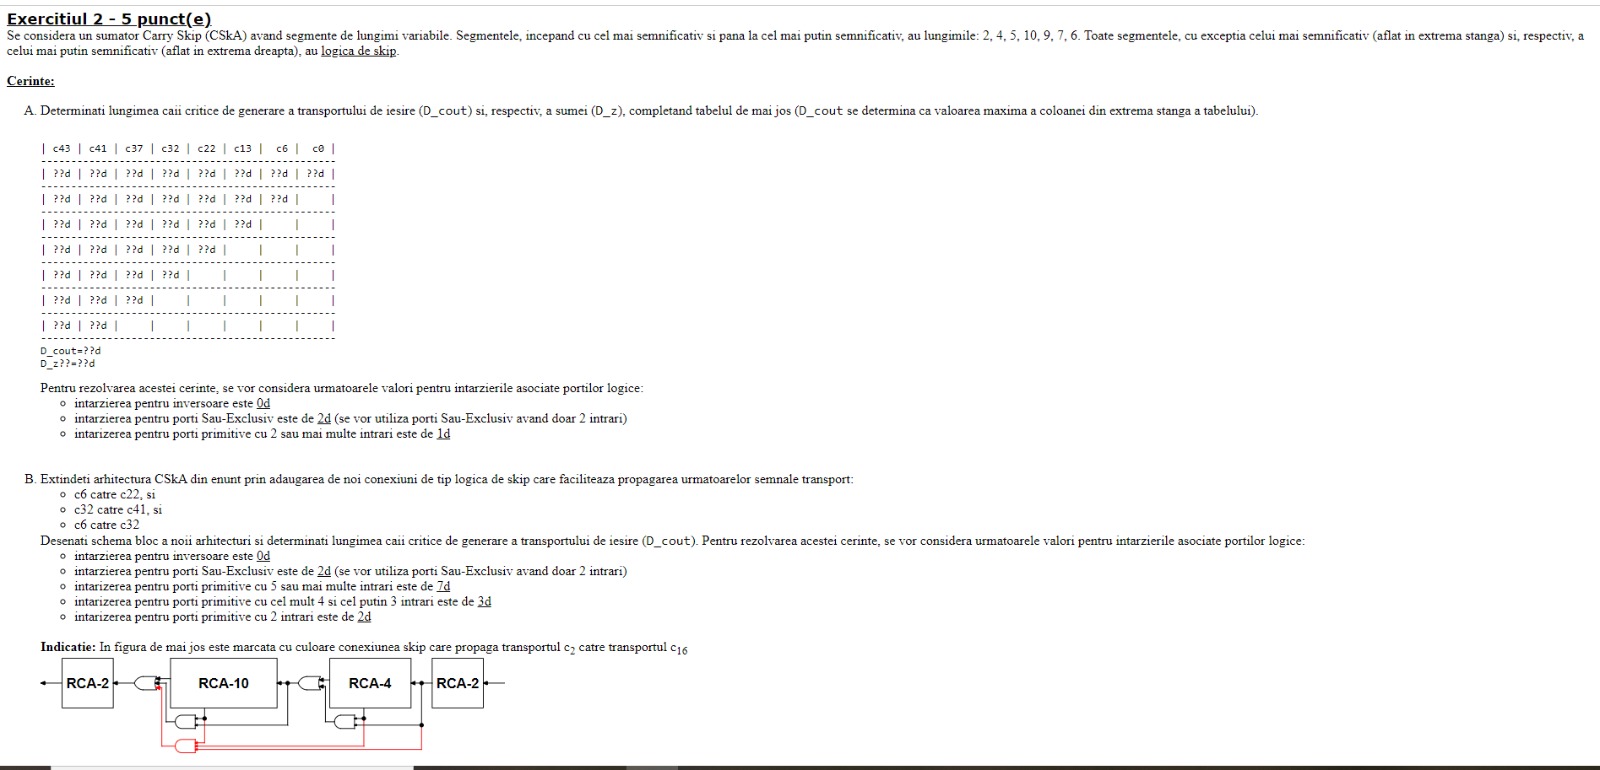 Exercitiul 2 - 5 punct(e)
Se considera un sumator Carry Skip (CSkA) avand segmente de lungimi variabile. Segmentele, incepand cu cel mai semnificativ si pana la cel mai putin semnificativ, au lungimile: 2, 4, 5, 10, 9, 7, 6. Toate segmentele, cu exceptia celui mai semnificativ (aflat in extrema stanga) si, respectiv, a
celui mai putin semnificativ (aflat in extrema dreapta), au logica de skip.
Cerinte:
A. Determinati lungimea caii critice de generare a transportului de iesire (D_cout) si, respectiv, a sumei (D_z), completand tabelul de mai jos (D_cout se determina ca valoarea maxima a coloanei din extrema stanga a tabelului).
| c43 | c41 | c37 | c32 | c22 | c13 | c6 | c0 |
| ??d | ??d | ??d | ??d | ??d | ??d | ??d | ??d |
| ??d | ??d | ??d | ??d | ??d | ??d | ??d | |
| ??d | ??d | ??d | ??d | ??d | ??d | | |
| ??d | ??d | ??d | ??d | ??d | | | |
| ??d | ??d | ??d | ??d | | | | |
| ??d | ??d | ??d | | | | | |
| ??d | ??d | | | | | | |
D_cout=??d
D_z??=??d
Pentru rezolvarea acestei cerinte, se vor considera urmatoarele valori pentru intarzierile asociate portilor logice:
intarzierea pentru inversoare este 0d
intarzierea pentru porti Sau-Exclusiv este de 2d (se vor utiliza porti Sau-Exclusiv avand doar 2 intrari)
intarizerea pentru porti primitive cu 2 sau mai multe intrari este de 1d
B. Extindeti arhitectura CSkA din enunt prin adaugarea de noi conexiuni de tip logica de skip care faciliteaza propagarea urmatoarelor semnale transport:
c6 catre c22, si
c32 catre c41, si
c6 catre c32
Desenati schema bloc a noii arhitecturi si determinati lungimea caii critice de generare a transportului de iesire (D_cout). Pentru rezolvarea acestei cerinte, se vor considera urmatoarele valori pentru intarzierile asociate portilor logice:
intarzierea pentru inversoare este 0d
intarzierea pentru porti Sau-Exclusiv este de 2d (se vor utiliza porti Sau-Exclusiv avand doar 2 intrari)
intarizerea pentru porti primitive cu 5 sau mai multe intrari este de 7d
intarizerea pentru porti primitive cu cel mult 4 si cel putin 3 intrari este de 3d
intarizerea pentru porti primitive cu 2 intrari este de 2d
Indicatie: In figura de mai jos este marcata cu culoare conexiunea skip care propaga transportul c2 catre transportul c16
RCA-2 RCA-10 RCA-4 RCA-2